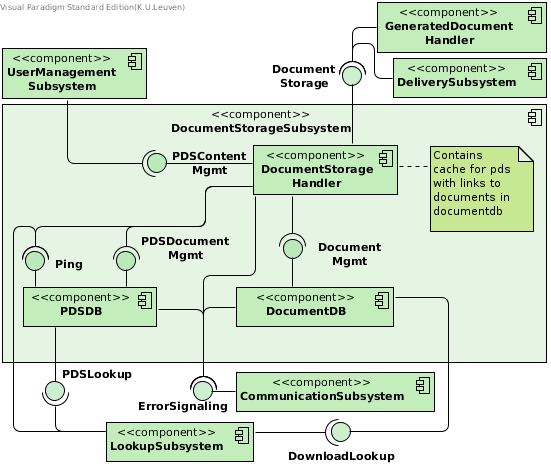 Visual Paradigm Standard Edition(K.U.Leuven)
<<component>>
GeneratedDocument
Handler
<<component>>
UserManagement
Subsystem
Document
Storage
<<component>>
DeliverySubsystem
<<component>>
DocumentStorageSubsystem
PDSContent
Mgmt
<<component>>
DocumentStorage
Handler
Contains
cache for pds
with links to
documents in
documentdb
Ping
PDSDocument
Mgmt
Document
Mgmt
<<component>>
PDSDB
<<component>>
DocumentDB
PDSLookup
ErrorSignaling
<<component>>
CommunicationSubsystem
<<component>>
LookupSubsystem
DownloadLookup